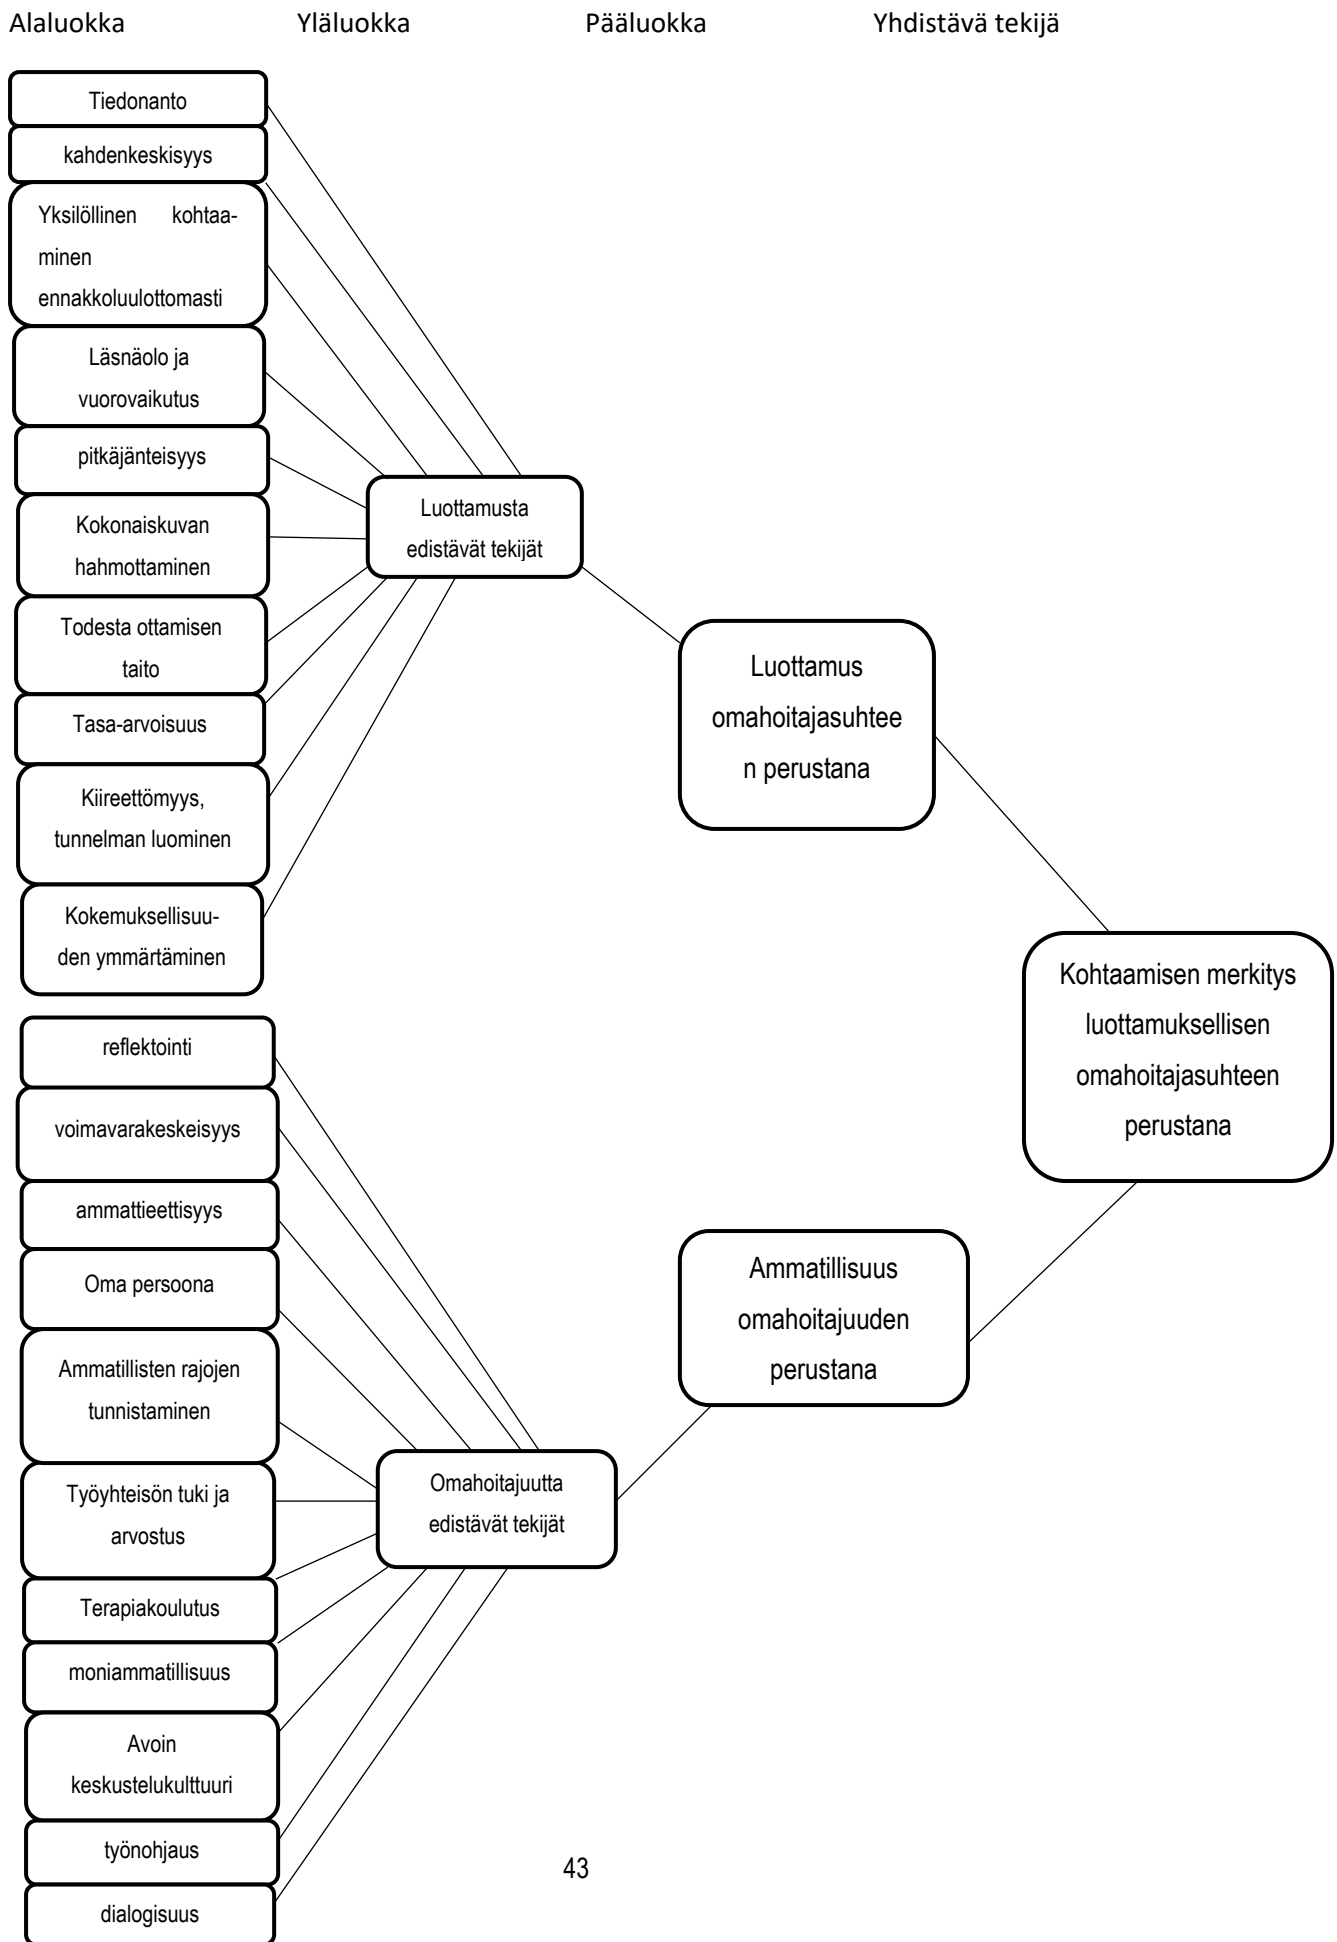 Alaluokka Yläluokka Pääluokka Yhdistävä tekijä
Tiedonanto
kahdenkeskisyys
Yksilöllinen kohtaa-
minen
ennakkoluulottomasti
Läsnäolo ja
vuorovaikutus
pitkäjänteisyys
Kokonaiskuvan
hahmottaminen
Todesta ottamisen
taito
Tasa-arvoisuus
Kiireettömyys,
tunnelman luominen
Kokemuksellisuu-
den ymmärtäminen
Luottamusta
edistävät tekijät
Luottamus
omahoitajasuhtee
n perustana
reflektointi
voimavarakeskeisyys
ammattieettisyys
Oma persoona
Ammatillisten rajojen
tunnistaminen
Työyhteisön tuki ja
arvostus
Terapiakoulutus
moniammatillisuus
Avoin
keskustelukulttuuri
työnohjaus
dialogisuus
Omahoitajuutta
edistävät tekijät
Ammatillisuus
omahoitajuuden
perustana
Kohtaamisen merkitys
luottamuksellisen
omahoitajasuhteen
perustana
43